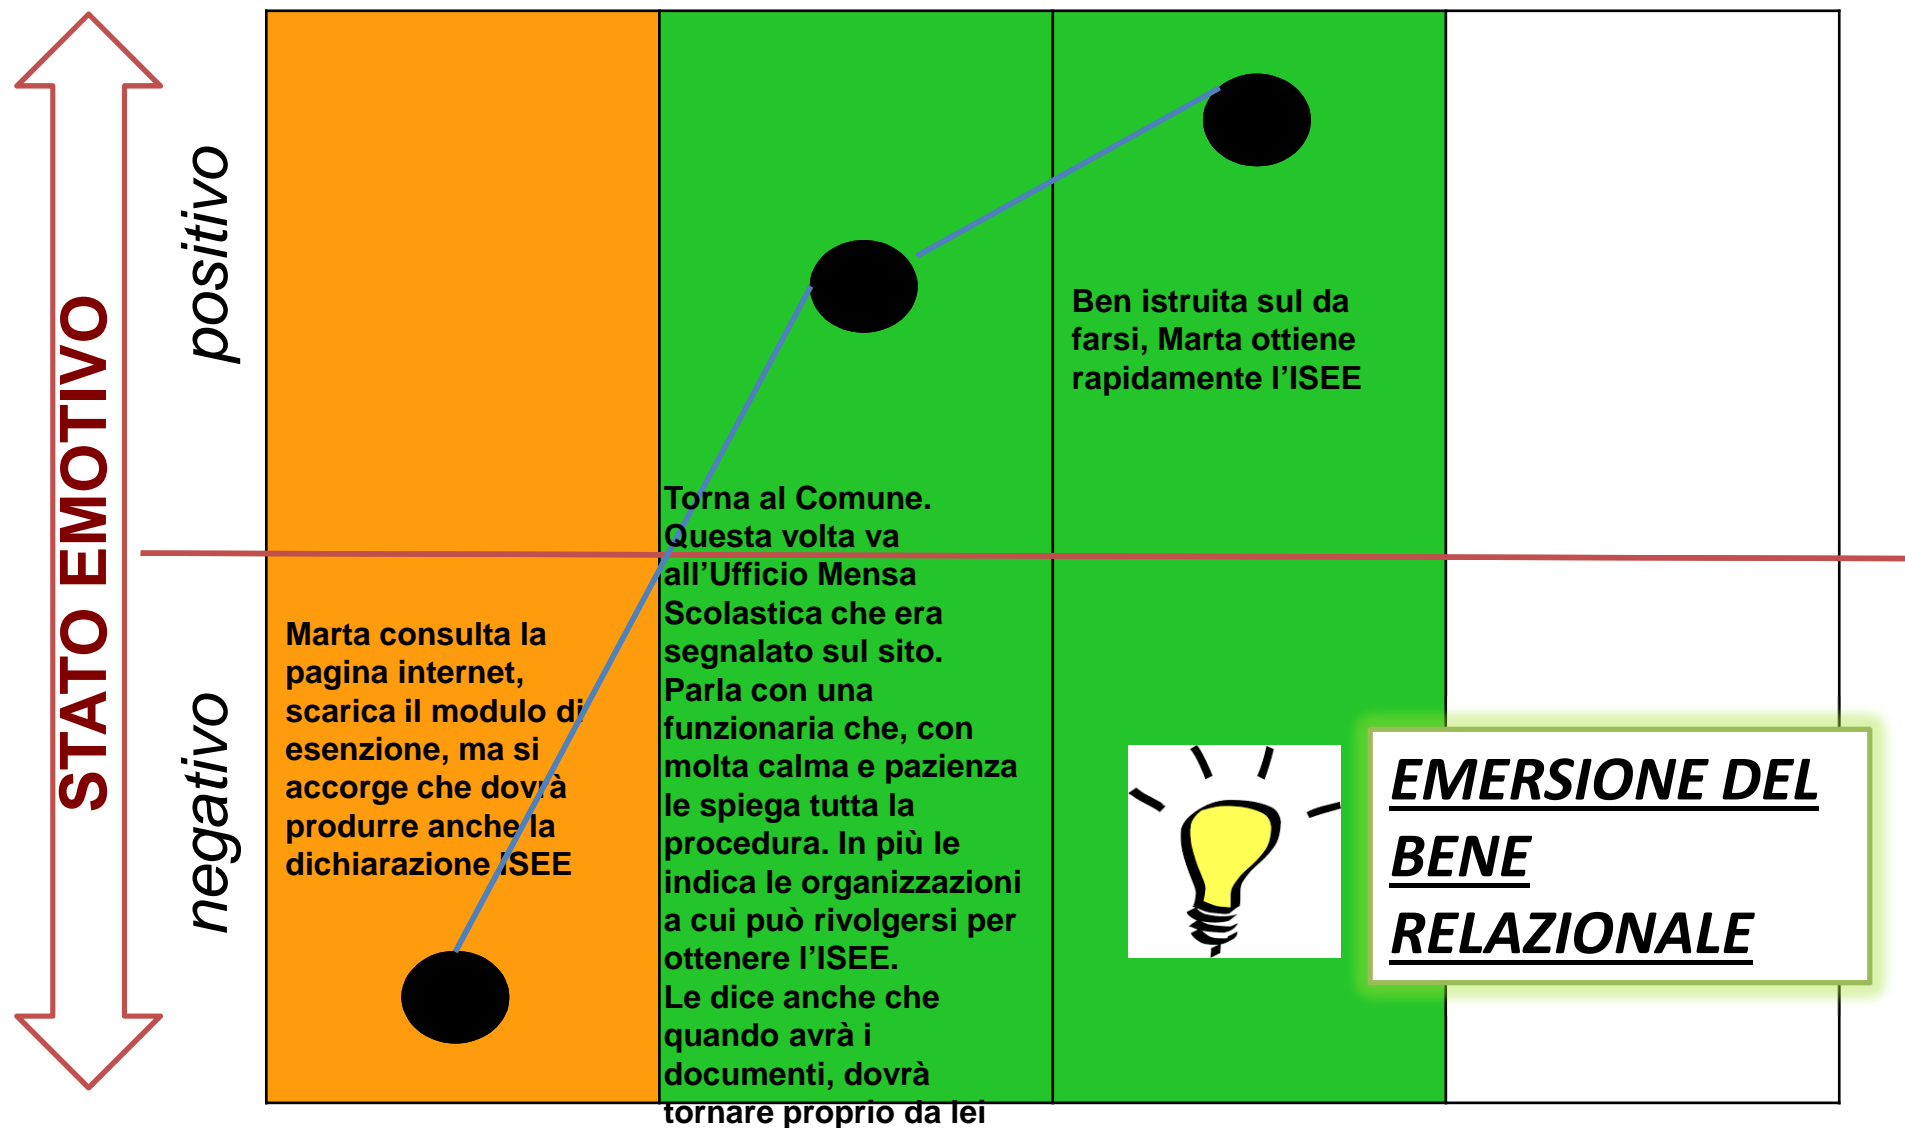 STATO EMOTIVO
positivo
negativo
Marta consulta la
pagina internet,
scarica il modulo di
esenzione, ma si
accorge che dovrà
produrre anche la
dichiarazione ISEE
Torna al Comune.
Questa volta va
all’Ufficio Mensa
Scolastica che era
segnalato sul sito.
Parla con una
funzionaria che, con
molta calma e pazienza
le spiega tutta la
procedura. In più le
indica le organizzazioni
a cui può rivolgersi per
ottenere l’ISEE.
Le dice anche che
quando avrà i
documenti, dovrà
tornare proprio da lei
Ben istruita sul da
farsi, Marta ottiene
rapidamente l’ISEE
EMERSIONE DEL
BENE
RELAZIONALE